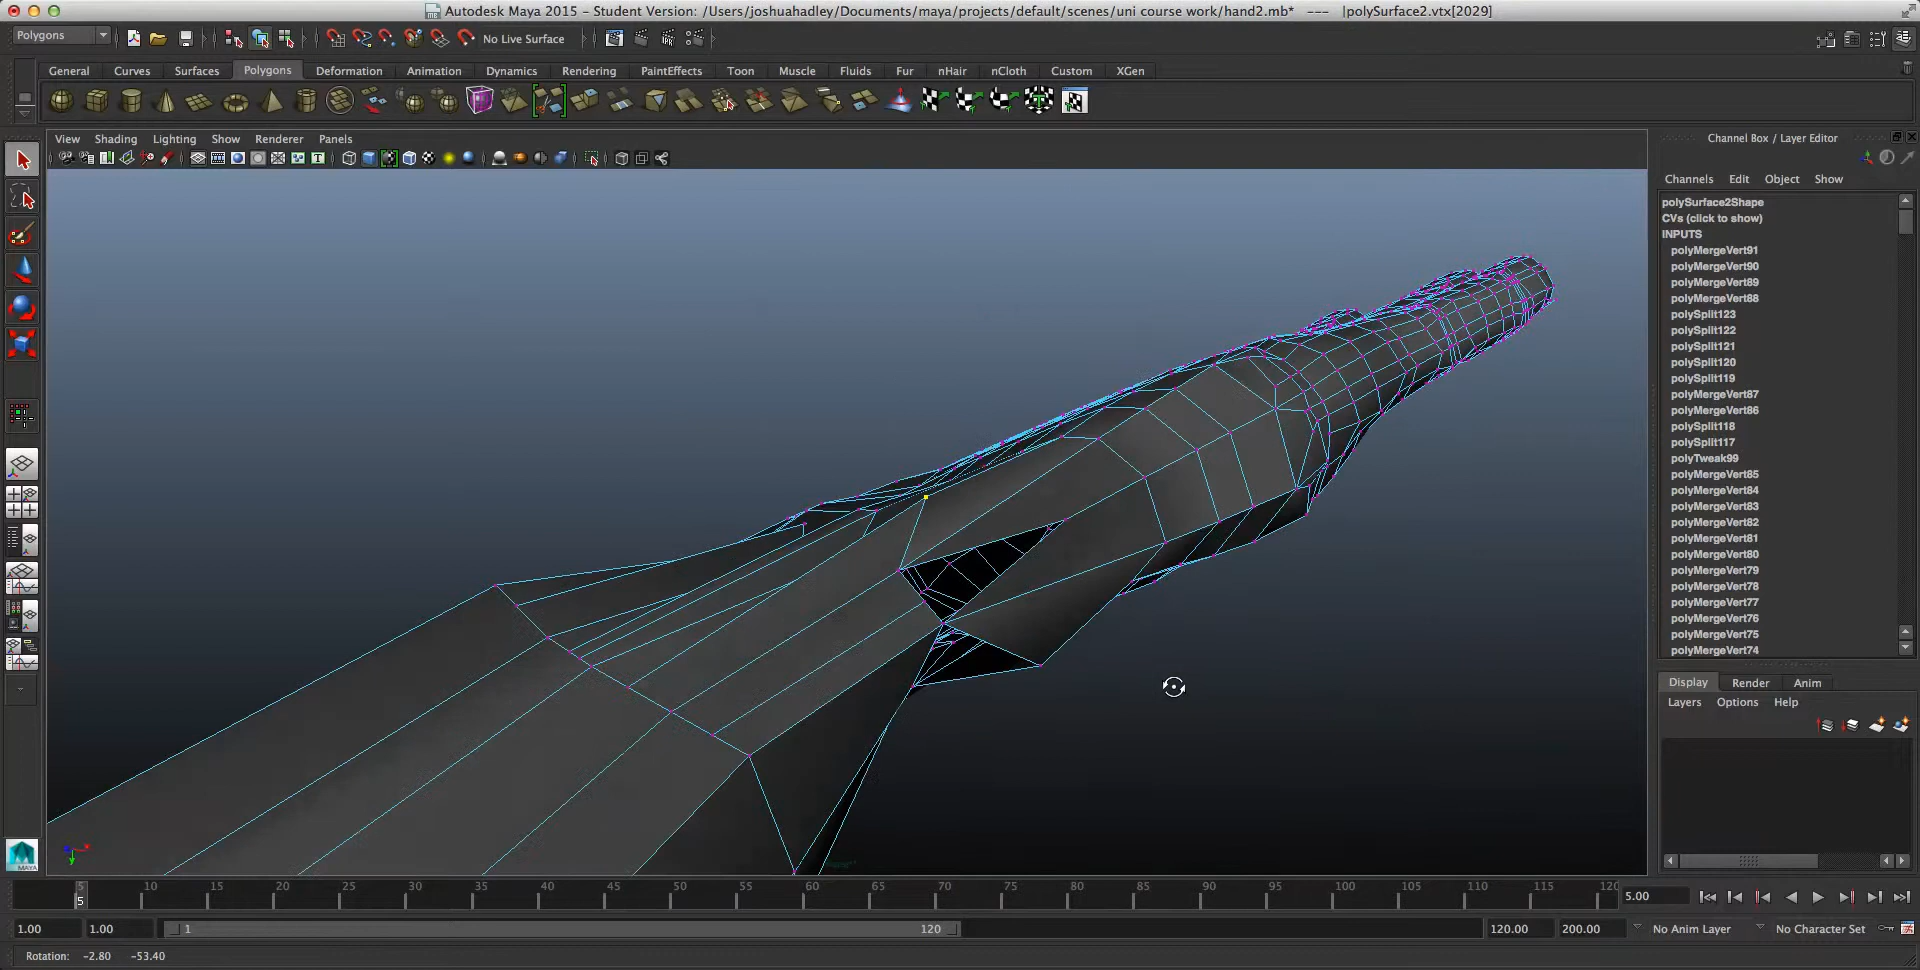 Autodesk Maya 2015 - Student Version: /Users/joshuahadley/Documents/maya/projects/default/scenes/uni course work/hand2.mb* --- |polySurface2.vtx[2029]
Polygons No Live Surface
General Curves Surfaces Polygons Deformation Animation Dynamics Rendering PaintEffects Toon Muscle Fluids Fur nHair nCloth Custom XGen
View Shading Lighting Show Renderer Panels
Channel Box / Layer Editor
Channels Edit Object Show
polySurface2Shape
CVs (click to show)
INPUTS
polyMergeVert91
polyMergeVert90
polyMergeVert89
polyMergeVert88
polySplit123
polySplit122
polySplit121
polySplit120
polySplit119
polyMergeVert87
polyMergeVert86
polySplit118
polySplit117
polyTweak99
polyMergeVert85
polyMergeVert84
polyMergeVert83
polyMergeVert82
polyMergeVert81
polyMergeVert80
polyMergeVert79
polyMergeVert78
polyMergeVert77
polyMergeVert76
polyMergeVert75
polyMergeVert74
Display Render Anim
Layers Options Help
MAYA
5 10 15 20 25 30 35 40 45 50 55 60 65 70 75 80 85 90 95 100 105 110 115 120
5 5.00
1.00 1.00 1 120 120.00 200.00 No Anim Layer No Character Set
Rotation: -2.80 -53.40